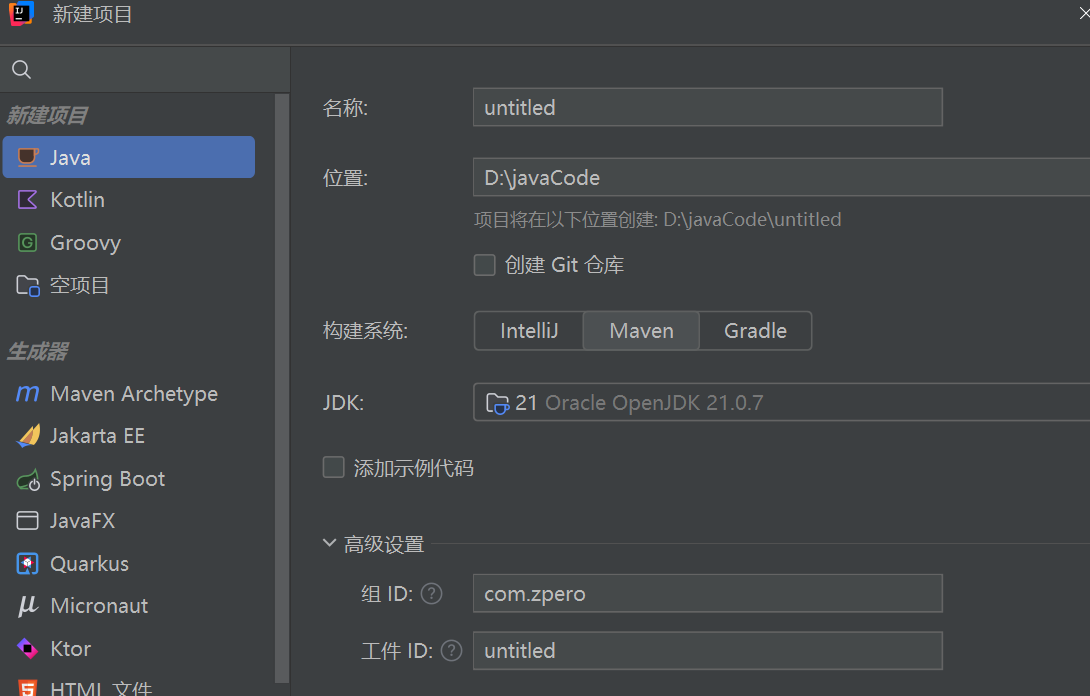 新建项目
新建项目
Java
Kotlin
Groovy
空项目
生成器
Maven Archetype
Jakarta EE
Spring Boot
JavaFX
Quarkus
Micronaut
Ktor
HTML 文件
名称: untitled
位置: D:\javaCode
项目将在以下位置创建: D:\javaCode\untitled
创建 Git 仓库
构建系统: IntelliJ Maven Gradle
JDK: 21 Oracle OpenJDK 21.0.7
添加示例代码
高级设置
组 ID: ? com.zpero
工件 ID: ? untitled